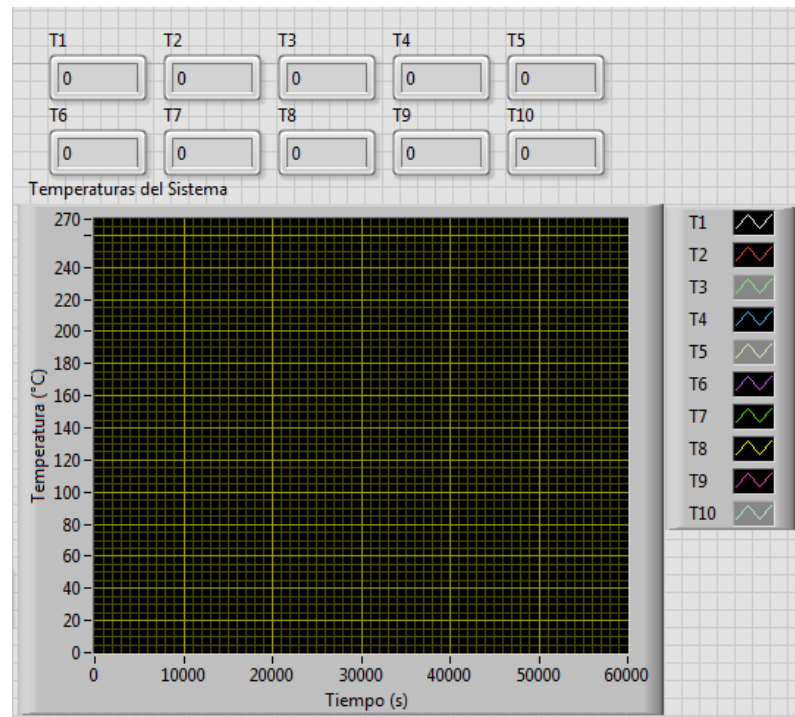 T1 T2 T3 T4 T5
0 0 0 0 0
T6 T7 T8 T9 T10
0 0 0 0 0
Temperaturas del Sistema
270
240
220
200
180
160
140
120
100
80
60
40
20
0
Temperatura (°C)
0 10000 20000 30000 40000 50000 60000
Tiempo (s)
T1
T2
T3
T4
T5
T6
T7
T8
T9
T10